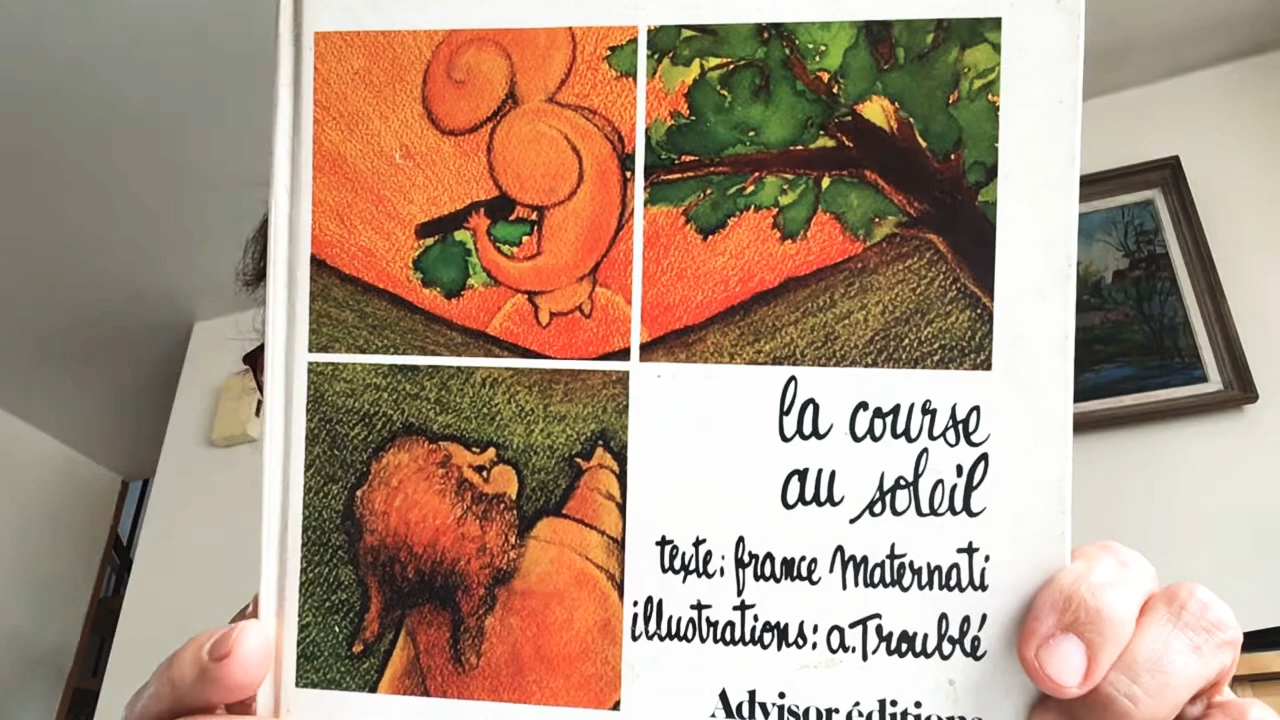 la course
au soleil
texte: france Maternati
illustrations: a. Troublé
Advisor éditions